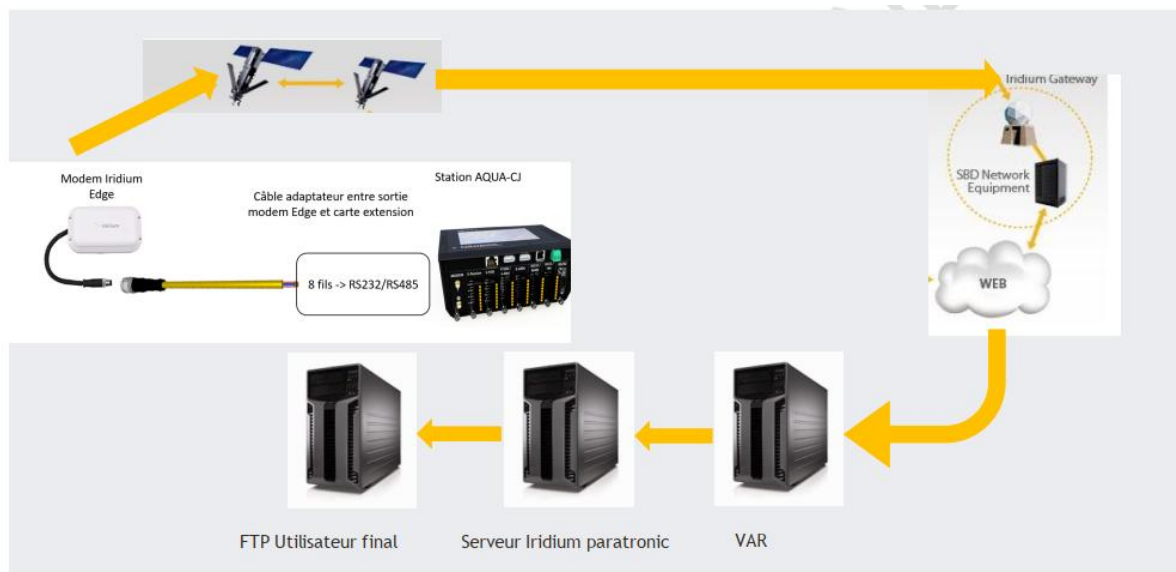 Iridium Gateway
SBD Network
Equipment
WEB
Modem Iridium
Edge
Câble adaptateur entre sortie
modem Edge et carte extension
Station AQUA-CJ
8 fils -> RS232/RS485
FTP Utilisateur final
Serveur Iridium paratronic
VAR